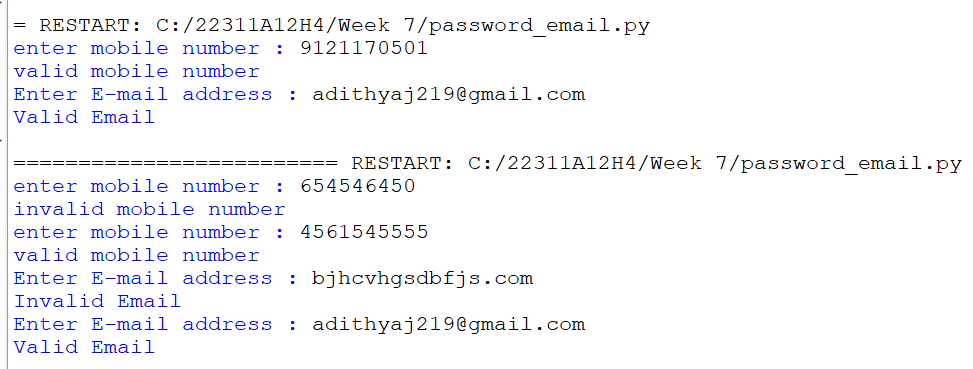 = RESTART: C:/22311A12H4/Week 7/password_email.py
enter mobile number : 9121170501
valid mobile number
Enter E-mail address : adithyaj219@gmail.com
Valid Email
========================= RESTART: C:/22311A12H4/Week 7/password_email.py
enter mobile number : 654546450
invalid mobile number
enter mobile number : 4561545555
valid mobile number
Enter E-mail address : bjhcvhgsdbfjs.com
Invalid Email
Enter E-mail address : adithyaj219@gmail.com
Valid Email